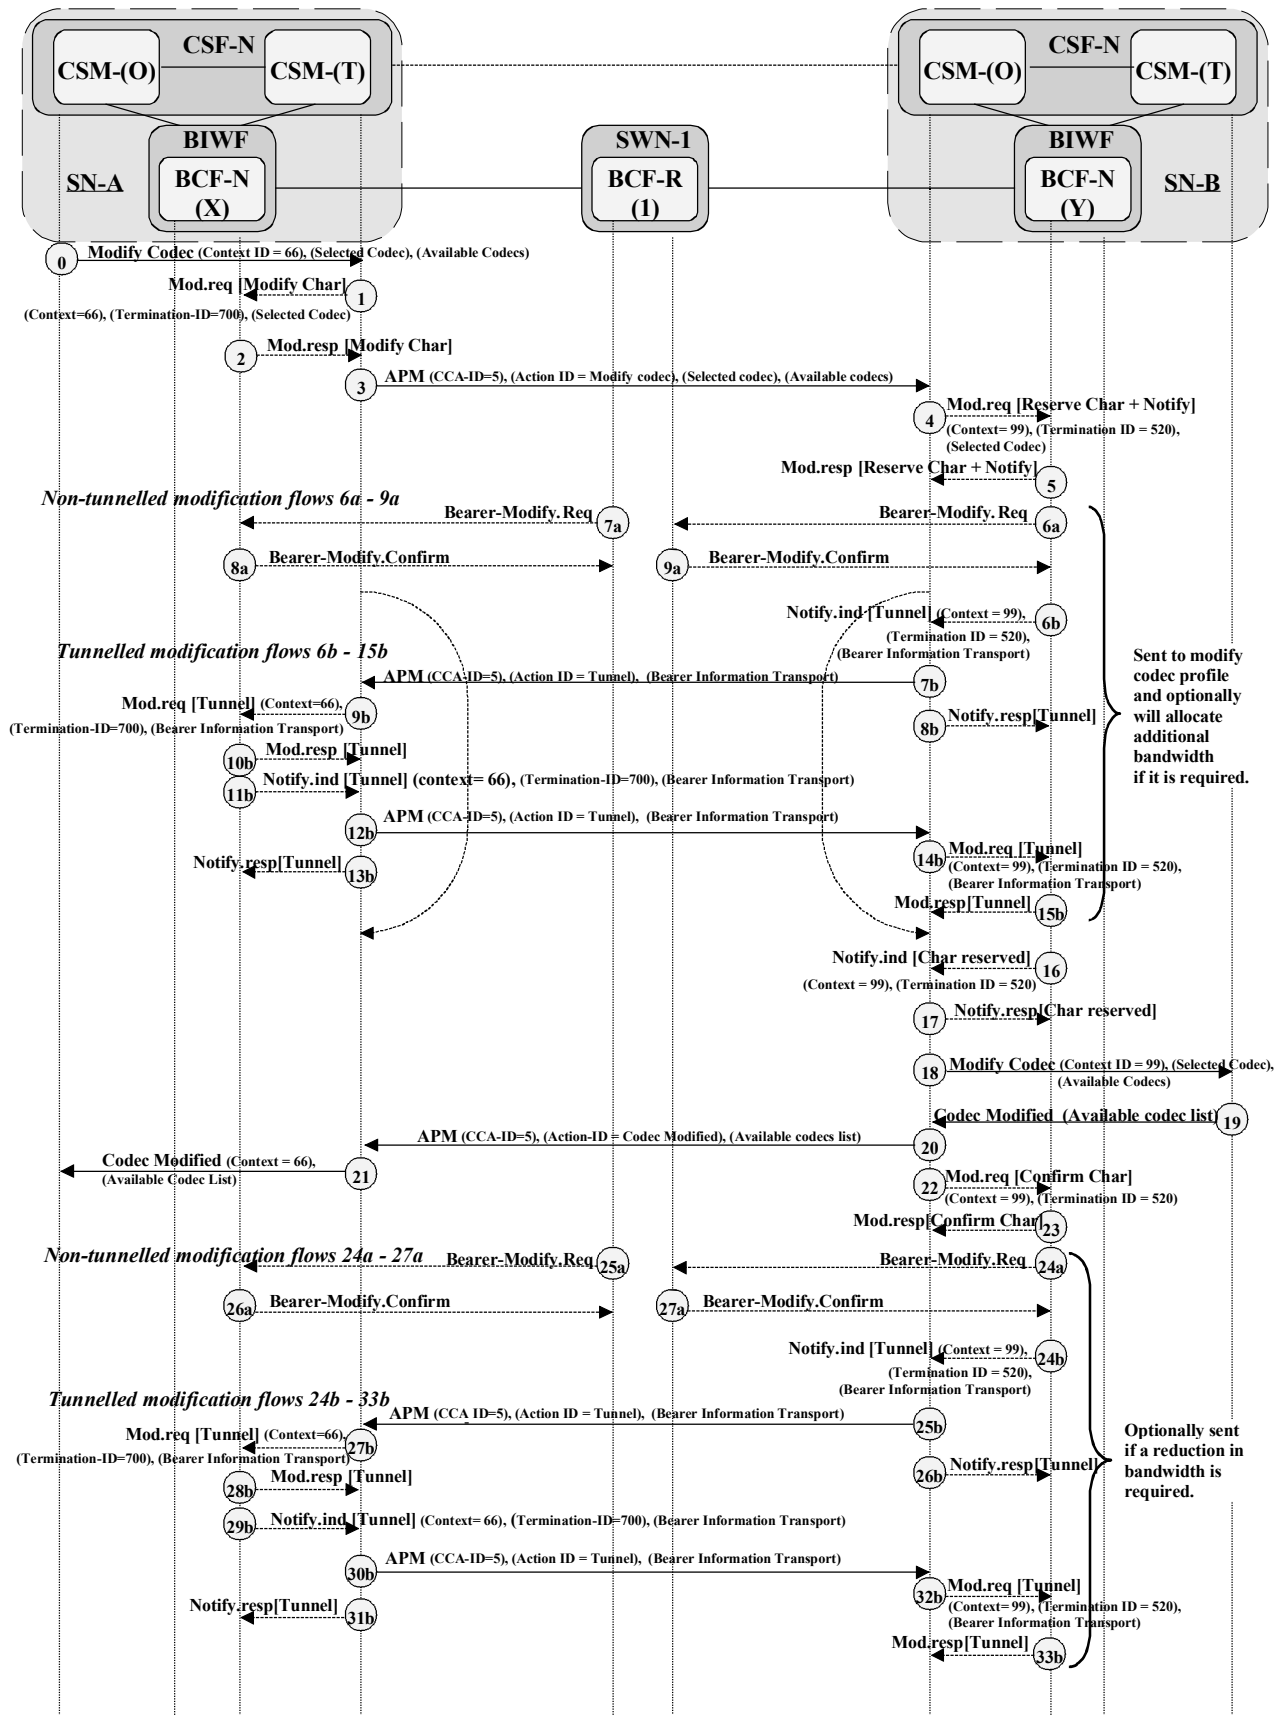 CSF-N
CSM-(O)
CSM-(T)
CSF-N
CSM-(O)
CSM-(T)
BIWF
SWN-1
BIWF
SN-A
BCF-N
(X)
BCF-R
(1)
BCF-N
(Y)
SN-B
0
Modify Codec (Context ID = 66), (Selected Codec), (Available Codecs)
Mod.req [Modify Char]
1
(Context=66), (Termination-ID=700), (Selected Codec)
2
Mod.resp [Modify Char]
3
APM (CCA-ID=5), (Action ID = Modify codec), (Selected codec), (Available codecs)
4
Mod.req [Reserve Char + Notify]
(Context= 99), (Termination ID = 520),
(Selected Codec)
Mod.resp [Reserve Char + Notify]
5
Non-tunnelled modification flows 6a - 9a
Bearer-Modify.Req
7a
Bearer-Modify.Req
6a
8a
Bearer-Modify.Confirm
9a
Bearer-Modify.Confirm
Notify.ind [Tunnel] (Context = 99),
6b
(Termination ID = 520),
(Bearer Information Transport)
Tunnelled modification flows 6b - 15b
Sent to modify
codec profile
and optionally
will allocate
additional
bandwidth
if it is required.
APM (CCA-ID=5), (Action ID = Tunnel), (Bearer Information Transport)
7b
Mod.req [Tunnel] (Context=66),
9b
(Termination-ID=700), (Bearer Information Transport)
8b
Notify.resp[Tunnel]
10b
Mod.resp [Tunnel]
11b
Notify.ind [Tunnel] (context= 66), (Termination-ID=700), (Bearer Information Transport)
12b
APM (CCA-ID=5), (Action ID = Tunnel), (Bearer Information Transport)
Notify.resp[Tunnel]
13b
14b
Mod.req [Tunnel]
(Context= 99), (Termination ID = 520),
(Bearer Information Transport)
Mod.resp[Tunnel]
15b
Notify.ind [Char reserved]
16
(Context = 99), (Termination ID = 520)
17
Notify.resp[Char reserved]
18
Modify Codec (Context ID = 99), (Selected Codec),
(Available Codecs)
Codec Modified (Available codec list)
19
APM (CCA-ID=5), (Action-ID = Codec Modified), (Available codecs list)
20
Codec Modified (Context = 66),
(Available Codec List)
21
22
Mod.req [Confirm Char]
(Context = 99), (Termination ID = 520)
Mod.resp[Confirm Char]
23
Non-tunnelled modification flows 24a - 27a
Bearer-Modify.Req
25a
Bearer-Modify.Req
24a
26a
Bearer-Modify.Confirm
27a
Bearer-Modify.Confirm
Notify.ind [Tunnel] (Context = 99),
24b
(Termination ID = 520),
(Bearer Information Transport)
Tunnelled modification flows 24b - 33b
APM (CCA ID=5), (Action ID = Tunnel), (Bearer Information Transport)
25b
Optionally sent
if a reduction in
bandwidth is
required.
Mod.req [Tunnel] (Context=66),
27b
(Termination-ID=700), (Bearer Information Transport)
26b
Notify.resp[Tunnel]
28b
Mod.resp [Tunnel]
29b
Notify.ind [Tunnel] (Context= 66), (Termination-ID=700), (Bearer Information Transport)
30b
APM (CCA-ID=5), (Action ID = Tunnel), (Bearer Information Transport)
32b
Mod.req [Tunnel]
(Context= 99), (Termination ID = 520),
(Bearer Information Transport)
Notify.resp[Tunnel]
31b
Mod.resp[Tunnel]
33b